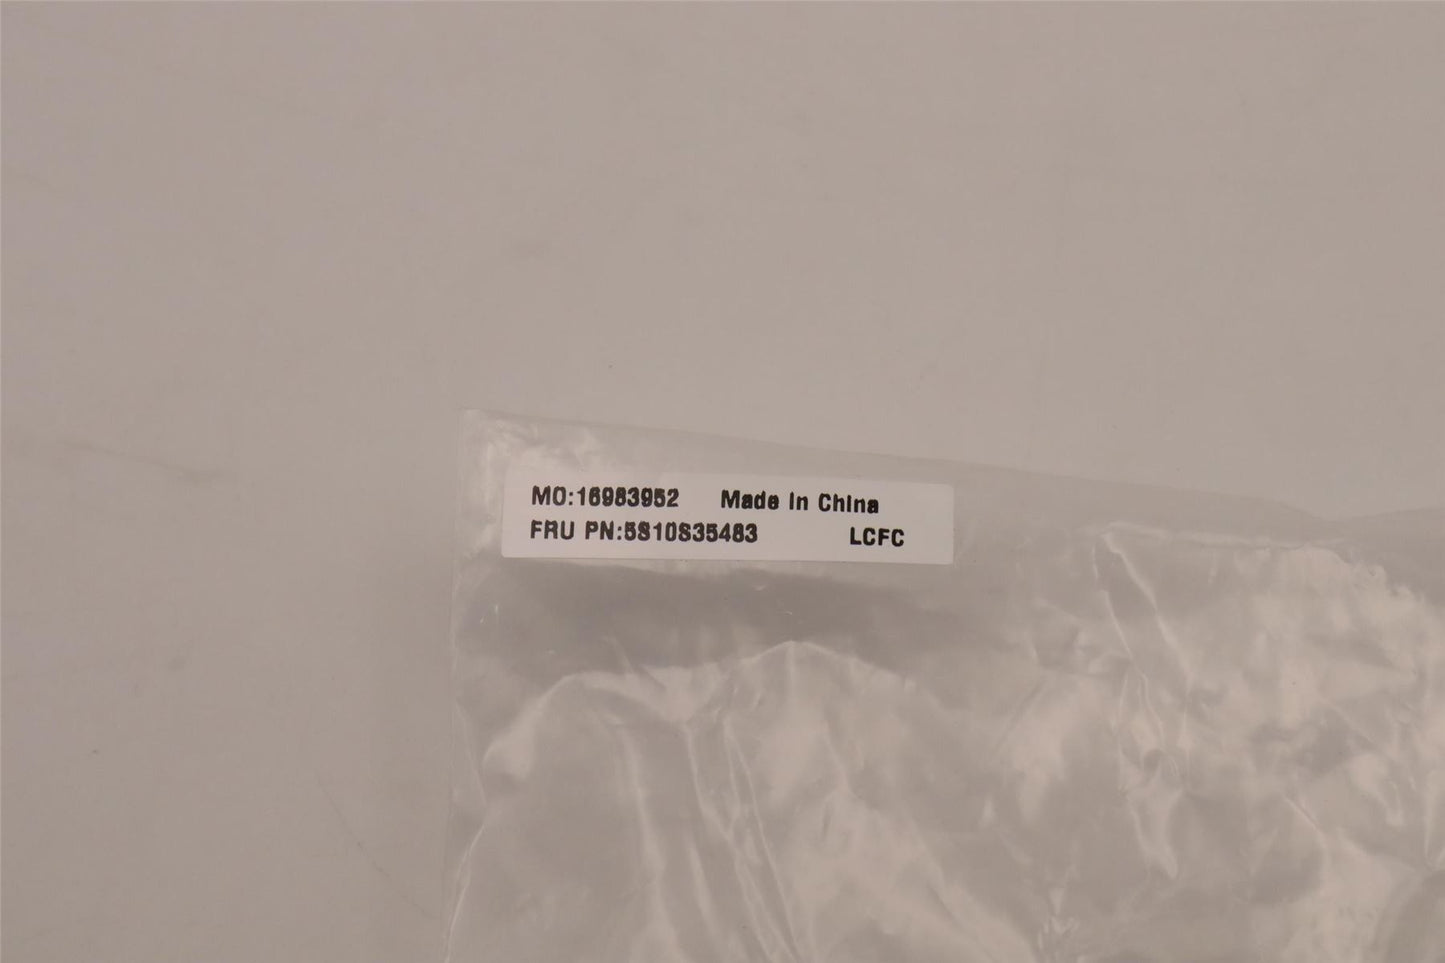 MO:16983952 Made In China
FRU PN:5S10S35483 LCFC